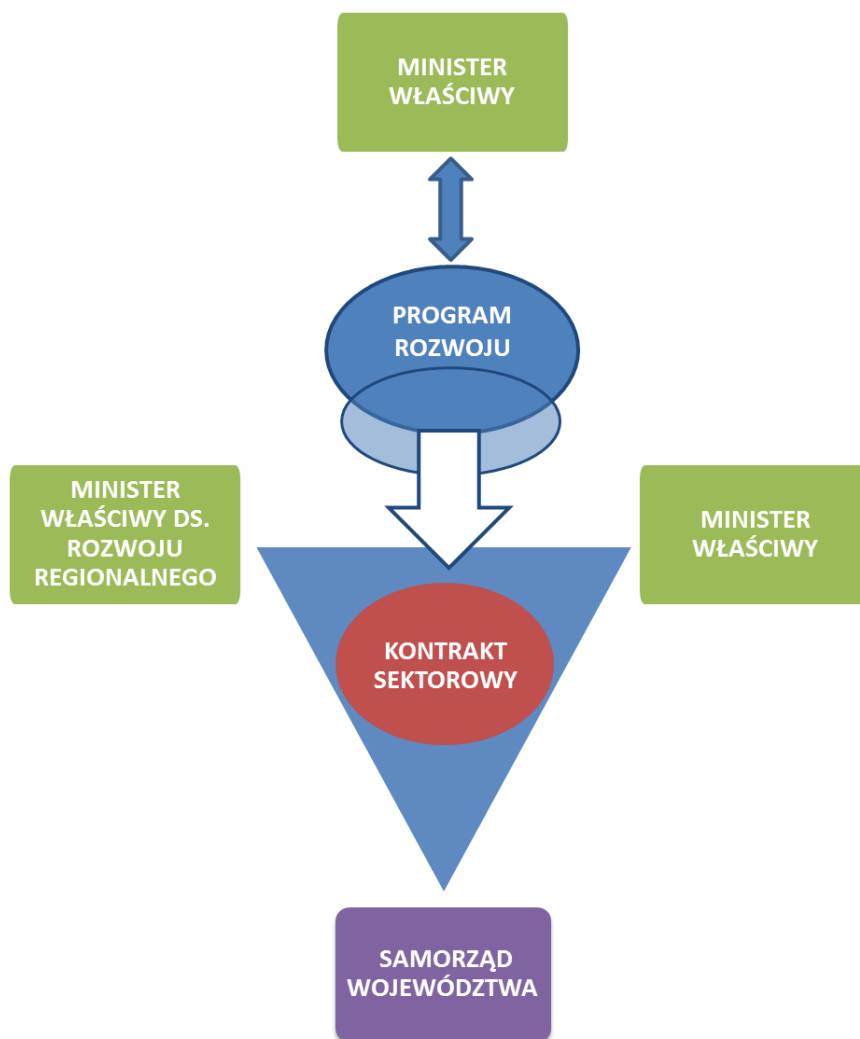 MINISTER
WŁAŚCIWY
PROGRAM
ROZWOJU
MINISTER
WŁAŚCIWY DS.
ROZWOJU
REGIONALNEGO
MINISTER
WŁAŚCIWY
KONTRAKT
SEKTOROWY
SAMORZĄD
WOJEWÓDZTWA